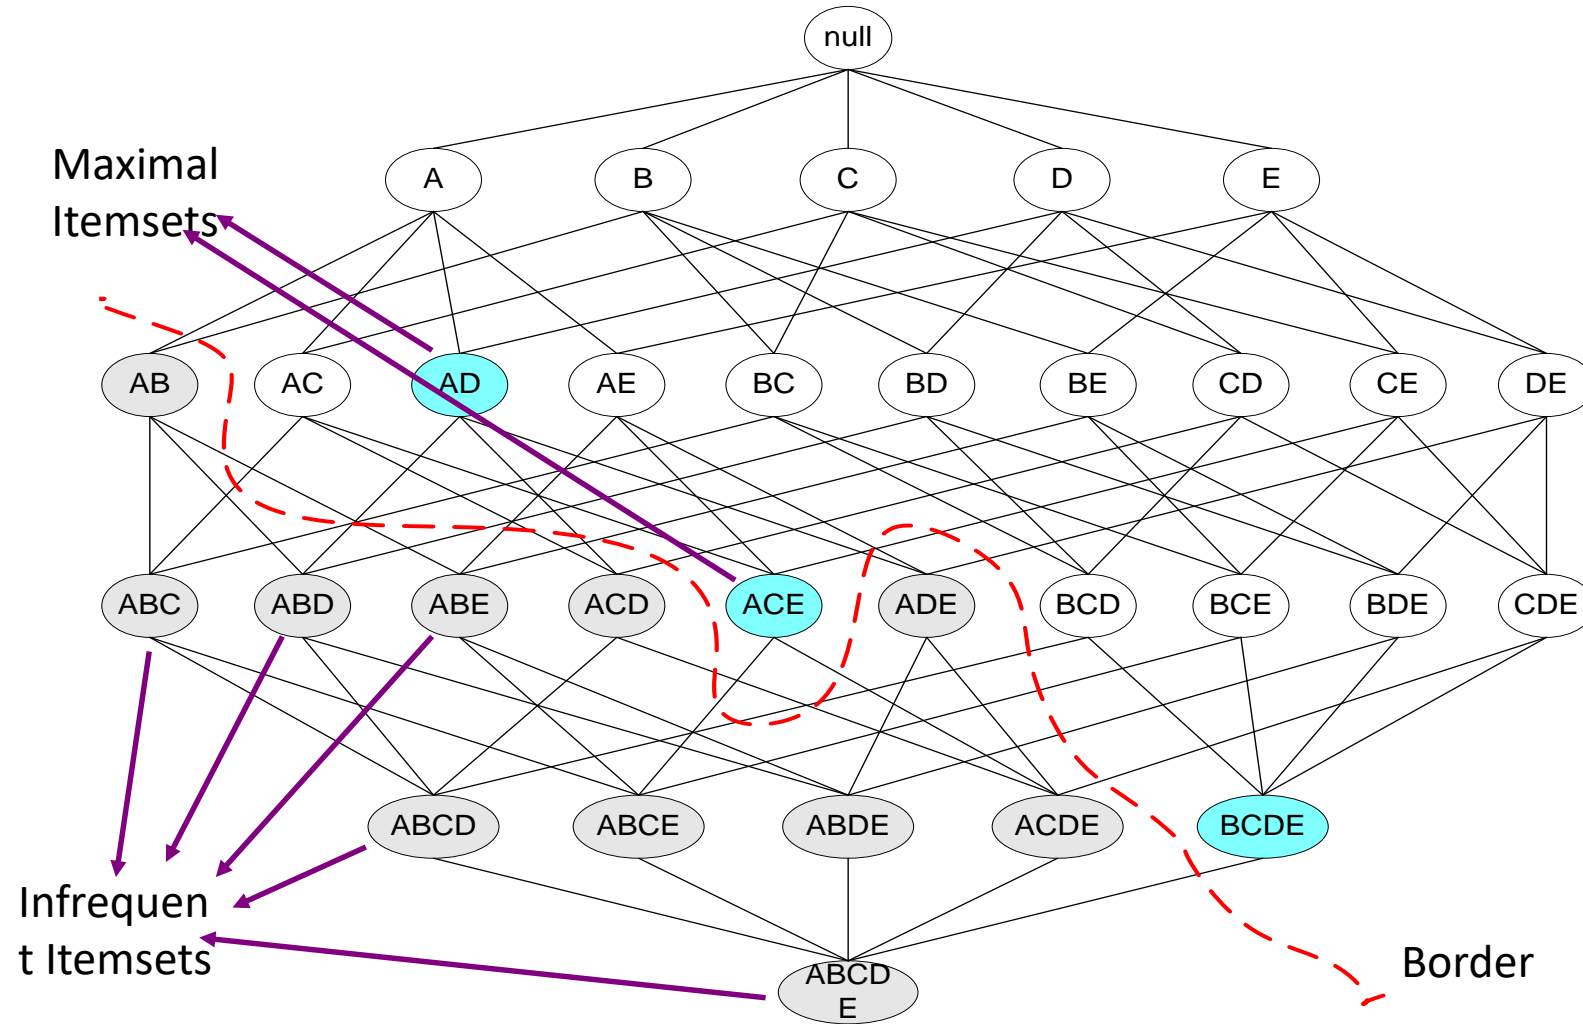 null
Maximal
Itemsets
A B C D E
AB AC AD AE BC BD BE CD CE DE
ABC ABD ABE ACD ACE ADE BCD BCE BDE CDE
ABCD ABCE ABDE ACDE BCDE
Infrequen
t Itemsets
Border
ABCD
E